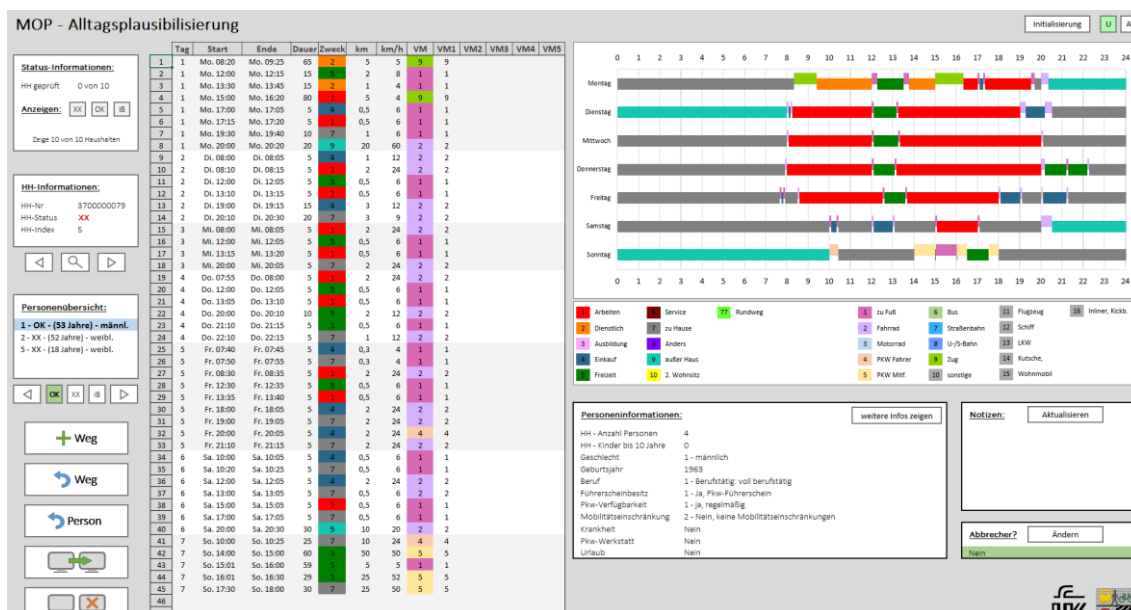 MOP - Alltagsplausibilisierung
Initialisierung U A
Status-Informationen:
HH geprüft 0 von 10
Anzeigen: XX OK iB
Zeige 10 von 10 Haushalten
HH-Informationen:
HH-Nr 3700000079
HH-Status XX
HH-Index 5
Personenübersicht:
1 - OK - (53 Jahre) - männl.
2 - XX - (52 Jahre) - weibl.
5 - XX - (18 Jahre) - weibl.
OK XX iB
Weg
Weg
Person
Tag Start Ende Dauer Zweck km km/h VM VM1 VM2 VM3 VM4 VM5
1 1 Mo. 08:20 Mo. 09:25 65 2 5 5 9 9
2 1 Mo. 12:00 Mo. 12:15 15 5 2 8 1 1
3 1 Mo. 13:30 Mo. 13:45 15 2 1 4 1 1
4 1 Mo. 15:00 Mo. 16:20 80 1 5 4 9 9
5 1 Mo. 17:00 Mo. 17:05 5 4 0,5 6 1 1
6 1 Mo. 17:15 Mo. 17:20 5 1 0,5 6 1 1
7 1 Mo. 19:30 Mo. 19:40 10 7 1 6 1 1
8 1 Mo. 20:00 Mo. 20:20 20 9 20 60 2 2
9 2 Di. 08:00 Di. 08:05 5 4 1 12 2 2
10 2 Di. 08:10 Di. 08:15 5 1 2 24 2 2
11 2 Di. 12:00 Di. 12:05 5 5 0,5 6 1 1
12 2 Di. 13:10 Di. 13:15 5 1 0,5 6 1 1
13 2 Di. 19:00 Di. 19:15 15 4 3 12 2 2
14 2 Di. 20:10 Di. 20:30 20 7 3 9 2 2
15 3 Mi. 08:00 Mi. 08:05 5 1 2 24 2 2
16 3 Mi. 12:00 Mi. 12:05 5 5 0,5 6 1 1
17 3 Mi. 13:15 Mi. 13:20 5 1 0,5 6 1 1
18 3 Mi. 20:00 Mi. 20:05 5 7 2 24 2 2
19 4 Do. 07:55 Do. 08:00 5 1 2 24 2 2
20 4 Do. 12:00 Do. 12:05 5 5 0,5 6 1 1
21 4 Do. 13:05 Do. 13:10 5 1 0,5 6 1 1
22 4 Do. 20:00 Do. 20:10 10 5 2 12 2 2
23 4 Do. 21:10 Do. 21:15 5 5 0,5 6 1 1
24 4 Do. 22:10 Do. 22:15 5 7 2 24 2 2
25 5 Fr. 07:40 Fr. 07:45 5 4 0,3 4 1 1
26 5 Fr. 07:50 Fr. 07:55 5 7 0,3 4 1 1
27 5 Fr. 08:30 Fr. 08:35 5 1 2 24 2 2
28 5 Fr. 12:30 Fr. 12:35 5 5 0,5 6 1 1
29 5 Fr. 13:35 Fr. 13:40 5 1 0,5 6 1 1
30 5 Fr. 18:00 Fr. 18:05 5 4 2 24 2 2
31 5 Fr. 19:00 Fr. 19:05 5 7 2 24 2 2
32 5 Fr. 20:00 Fr. 20:05 5 4 2 24 4 4
33 5 Fr. 21:10 Fr. 21:15 5 7 2 24 2 2
34 6 Sa. 10:00 Sa. 10:05 5 4 0,5 6 1 1
35 6 Sa. 10:20 Sa. 10:25 5 7 0,5 6 1 1
36 6 Sa. 12:00 Sa. 12:05 5 4 2 24 2 2
37 6 Sa. 13:00 Sa. 13:05 5 7 0,5 6 2 2
38 6 Sa. 15:00 Sa. 15:05 5 1 0,5 6 1 1
39 6 Sa. 17:00 Sa. 17:05 5 7 0,5 6 1 1
40 6 Sa. 20:00 Sa. 20:30 30 9 10 20 2 2
41 7 So. 10:00 So. 10:25 25 7 10 24 4 4
42 7 So. 14:00 So. 15:00 60 5 50 50 5 5
43 7 So. 15:01 So. 16:00 59 5 5 5 1 1
44 7 So. 16:01 So. 16:30 29 5 25 52 5 5
45 7 So. 17:30 So. 18:00 30 7 25 50 5 5
46
0 1 2 3 4 5 6 7 8 9 10 11 12 13 14 15 16 17 18 19 20 21 22 23 24
Montag
Dienstag
Mittwoch
Donnerstag
Freitag
Samstag
Sonntag
0 1 2 3 4 5 6 7 8 9 10 11 12 13 14 15 16 17 18 19 20 21 22 23 24
1 Arbeiten 6 Service 77 Rundweg 1 zu Fuß 6 Bus 11 Flugzeug 16 Inliner, Kickb.
2 Dienstlich 7 zu Hause 2 Fahrrad 7 Straßenbahn 12 Schiff
3 Ausbildung 8 Anders 3 Motorrad 8 U-/S-Bahn 13 LKW
4 Einkauf 9 außer Haus 4 PKW Fahrer 9 Zug 14 Kutsche,
5 Freizeit 10 2. Wohnsitz 5 PKW Mitf. 10 sonstige 15 Wohnmobil
Personeninformationen: weitere Infos zeigen
HH - Anzahl Personen 4
HH - Kinder bis 10 Jahre 0
Geschlecht 1 - männlich
Geburtsjahr 1963
Beruf 1 - Berufstätig: voll berufstätig
Führerscheinbesitz 1 - Ja, Pkw-Führerschein
Pkw-Verfügbarkeit 1 - ja, regelmäßig
Mobilitätseinschränkung 2 - Nein, keine Mobilitätseinschränkungen
Krankheit Nein
Pkw-Werkstatt Nein
Urlaub Nein
Notizen: Aktualisieren
Abbrecher? Ändern
Nein